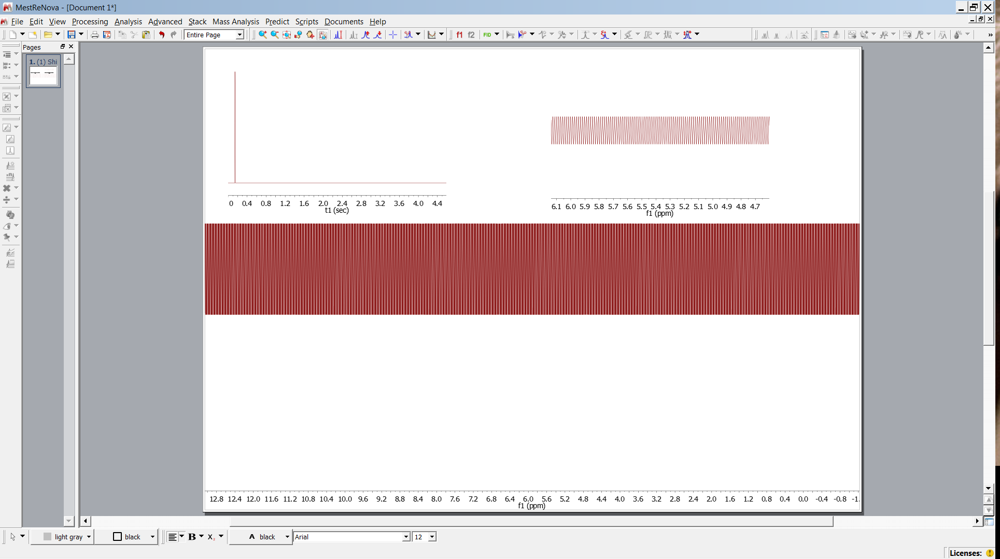 MestReNova - [Document 1*]
File Edit View Processing Analysis Advanced Stack Mass Analysis Predict Scripts Documents Help
Entire Page f1 f2 FID
Pages
1. (1) Shi
0 0.4 0.8 1.2 1.6 2.0 2.4 2.8 3.2 3.6 4.0 4.4
t1 (sec)
6.1 6.0 5.9 5.8 5.7 5.6 5.5 5.4 5.3 5.2 5.1 5.0 4.9 4.8 4.7
f1 (ppm)
12.8 12.4 12.0 11.6 11.2 10.8 10.4 10.0 9.6 9.2 8.8 8.4 8.0 7.6 7.2 6.8 6.4 6.0 5.6 5.2 4.8 4.4 4.0 3.6 3.2 2.8 2.4 2.0 1.6 1.2 0.8 0.4 0.0 -0.4 -0.8 -1.
f1 (ppm)
light gray black B X₂ A black Arial 12
Licenses: